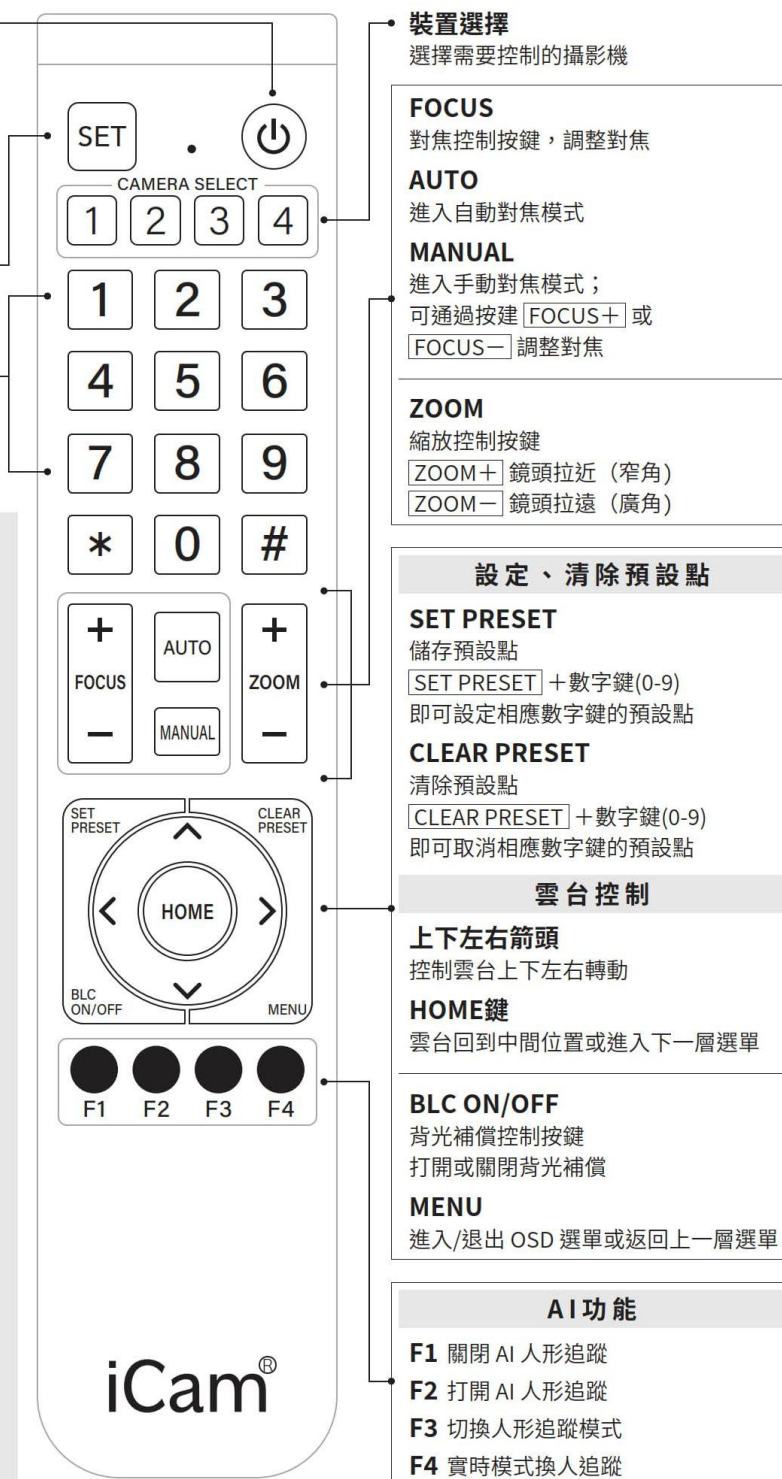 SET
CAMERA SELECT
1 2 3 4
1 2 3
4 5 6
7 8 9
* 0 #
+ AUTO +
FOCUS ZOOM
− MANUAL −
SET PRESET
CLEAR PRESET
HOME
BLC ON/OFF
MENU
F1 F2 F3 F4
iCam®
裝置選擇
選擇需要控制的攝影機
FOCUS
對焦控制按鍵,調整對焦
AUTO
進入自動對焦模式
MANUAL
進入手動對焦模式;
可通過按建 FOCUS+ 或
FOCUS− 調整對焦
ZOOM
縮放控制按鍵
ZOOM+ 鏡頭拉近(窄角)
ZOOM− 鏡頭拉遠(廣角)
設定、清除預設點
SET PRESET
儲存預設點
SET PRESET +數字鍵(0-9)
即可設定相應數字鍵的預設點
CLEAR PRESET
清除預設點
CLEAR PRESET +數字鍵(0-9)
即可取消相應數字鍵的預設點
雲台控制
上下左右箭頭
控制雲台上下左右轉動
HOME鍵
雲台回到中間位置或進入下一層選單
BLC ON/OFF
背光補償控制按鍵
打開或關閉背光補償
MENU
進入/退出 OSD 選單或返回上一層選單
AI功能
F1 關閉 AI 人形追蹤
F2 打開 AI 人形追蹤
F3 切換人形追蹤模式
F4 實時模式換人追蹤